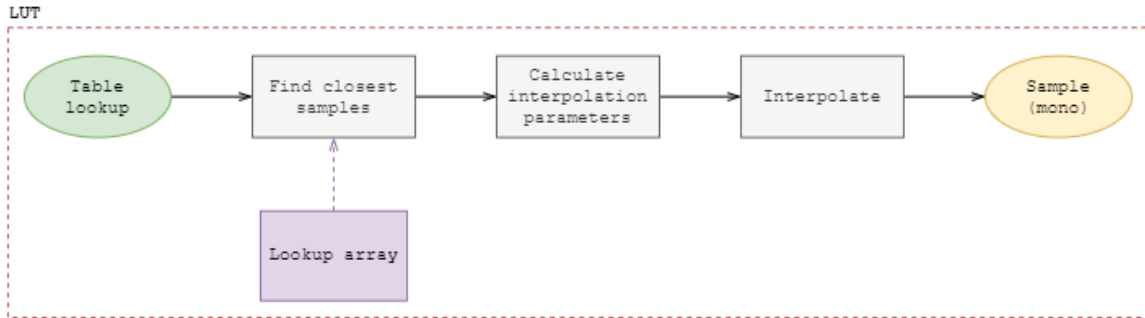 LUT
Table
lookup
Find closest
samples
Calculate
interpolation
parameters
Interpolate
Sample
(mono)
Lookup array